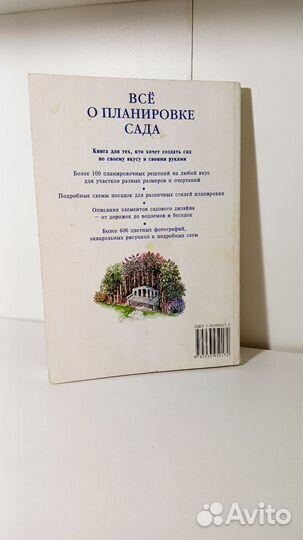 ВСЁ
О ПЛАНИРОВКЕ
САДА
Книга для тех, кто хочет создать сад
по своему вкусу и своими руками
Более 100 планировочных решений на любой вкус
для участков разных размеров и очертаний
•
Подробные схемы посадок для различных стилей планировки
•
Описания элементов садового дизайна
– от дорожек до водоемов и беседок
•
Более 600 цветных фотографий,
акварельных рисунков и подробных схем
Avito